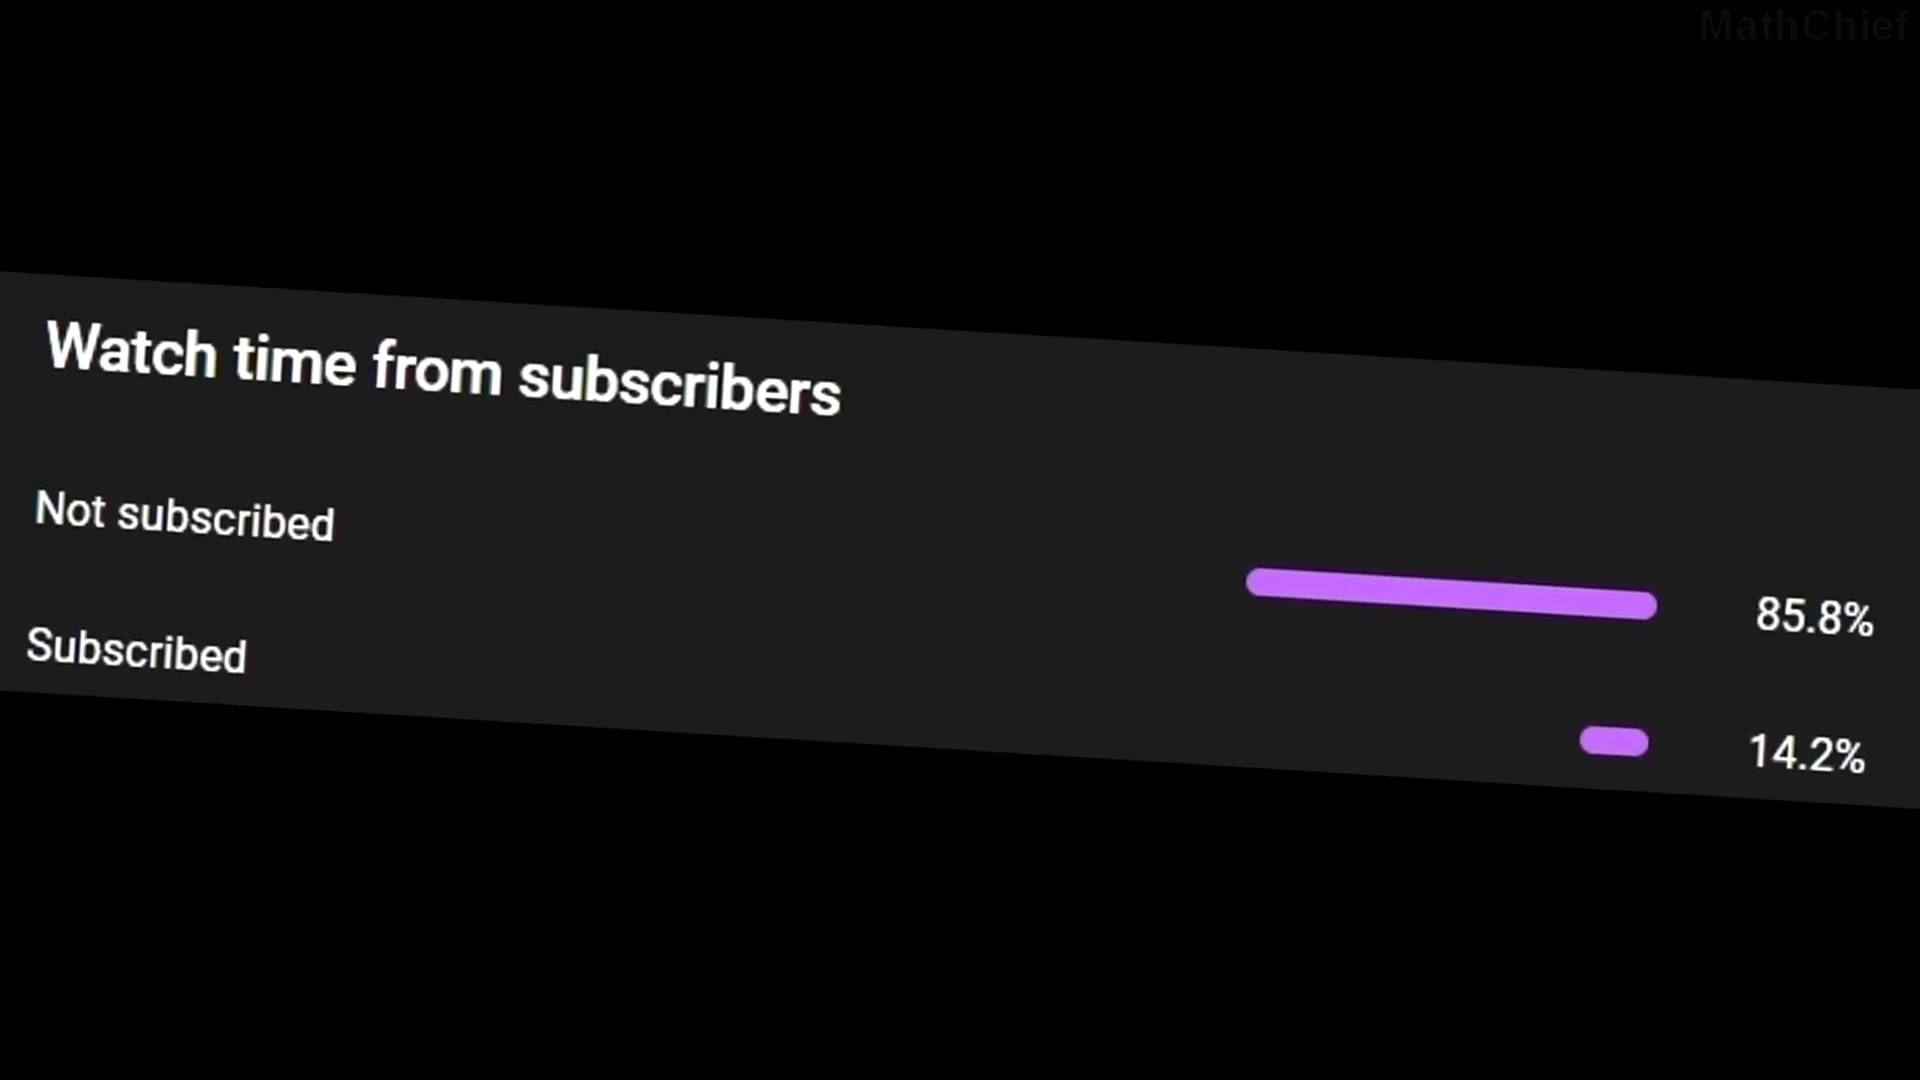 MathChief
Watch time from subscribers
Not subscribed
85.8%
Subscribed
14.2%